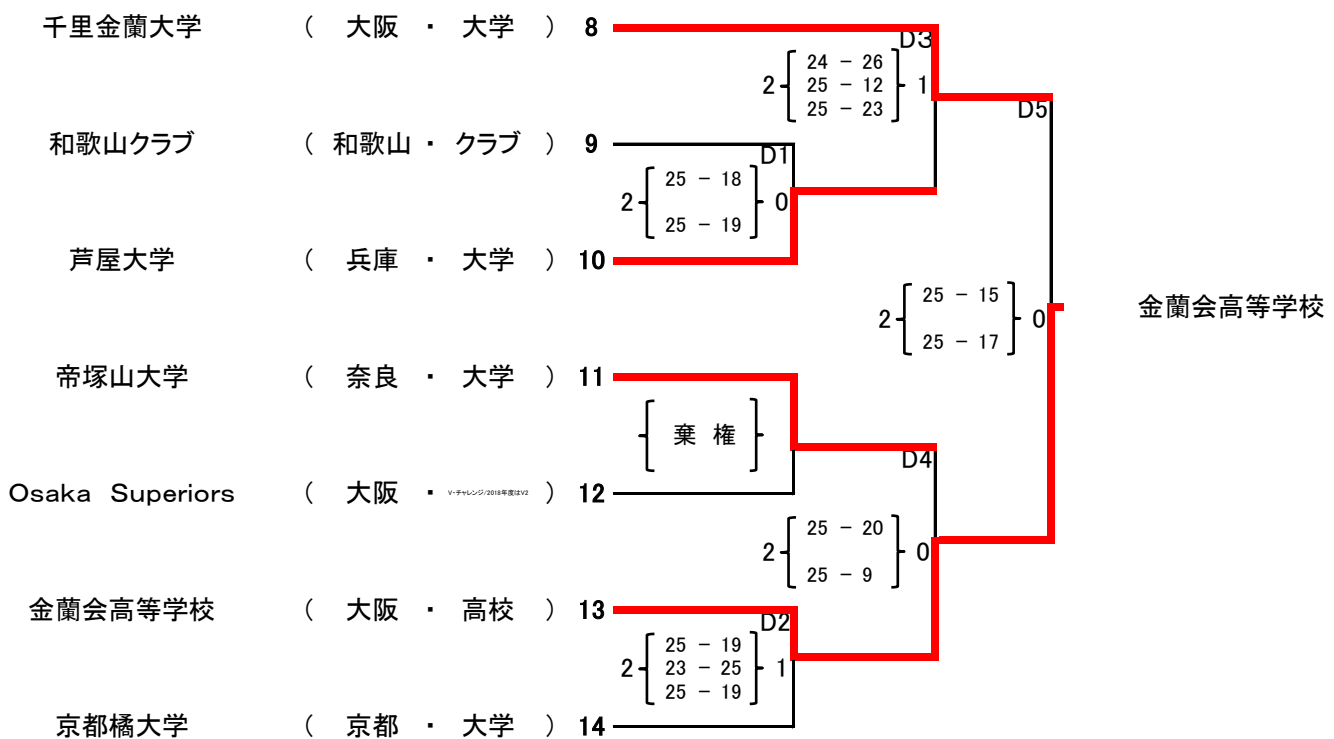 千里金蘭大学 ( 大阪 ・ 大学 ) 8
D3
24 − 26
2 25 − 12 1
25 − 23
D5
和歌山クラブ ( 和歌山 ・ クラブ ) 9
D1
25 − 18
2 0
25 − 19
芦屋大学 ( 兵庫 ・ 大学 ) 10
25 − 15
2 0 金蘭会高等学校
25 − 17
帝塚山大学 ( 奈良 ・ 大学 ) 11
棄 権
D4
Osaka Superiors ( 大阪 ・ V・チャレンジ/2018年度はV2 ) 12
25 − 20
2 0
25 − 9
金蘭会高等学校 ( 大阪 ・ 高校 ) 13
D2
25 − 19
2 23 − 25 1
25 − 19
京都橘大学 ( 京都 ・ 大学 ) 14